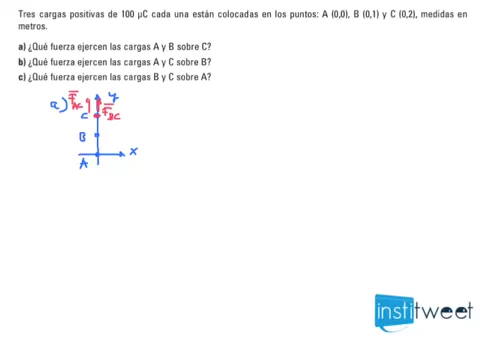 Tres cargas positivas de 100 µC cada una están colocadas en los puntos: A (0,0), B (0,1) y C (0,2), medidas en
metros.
a) ¿Qué fuerza ejercen las cargas A y B sobre C?
b) ¿Qué fuerza ejercen las cargas A y C sobre B?
c) ¿Qué fuerza ejercen las cargas B y C sobre A?
a) F AC y
C F BC
B
A x
institweet